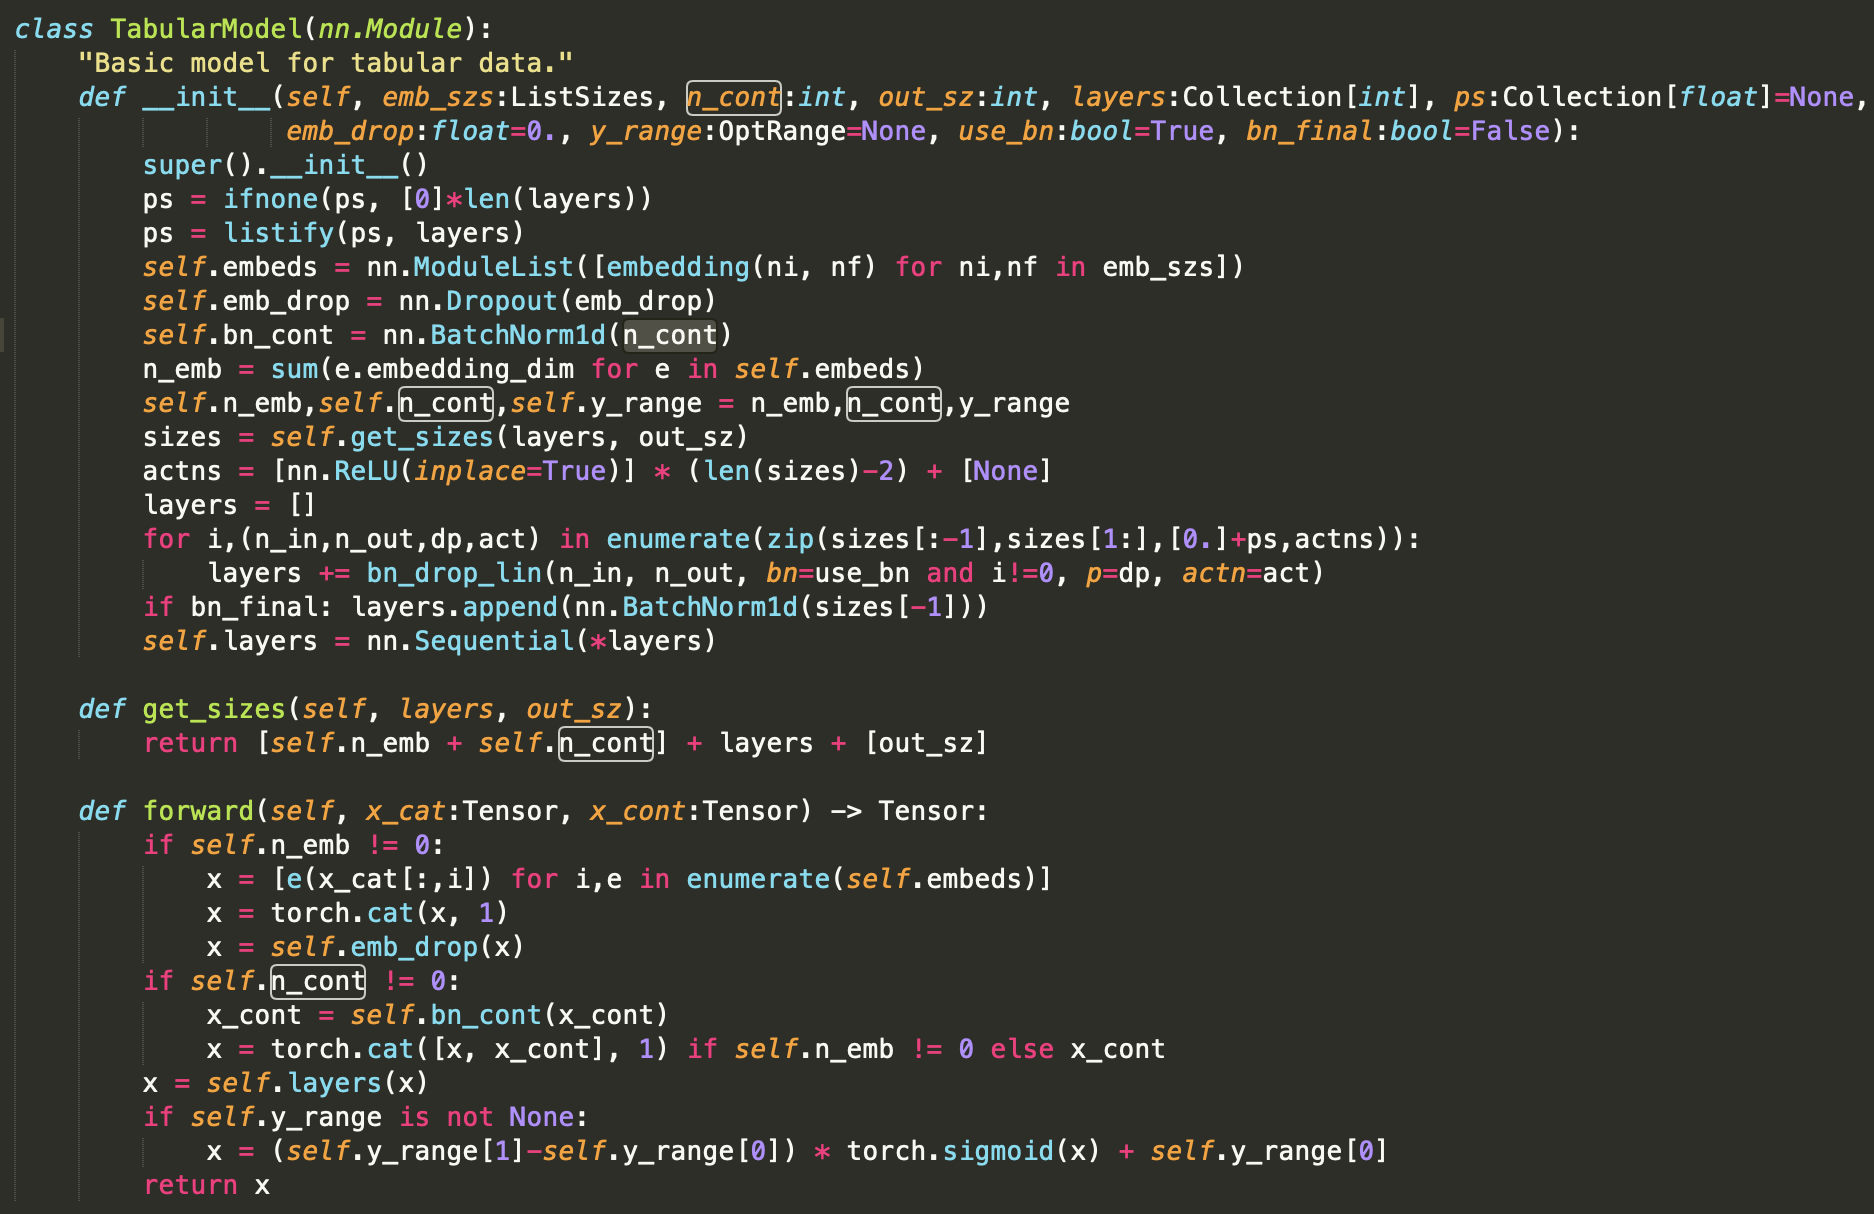 class TabularModel(nn.Module):
    "Basic model for tabular data."
    def __init__(self, emb_szs:ListSizes, n_cont:int, out_sz:int, layers:Collection[int], ps:Collection[float]=None,
                 emb_drop:float=0., y_range:OptRange=None, use_bn:bool=True, bn_final:bool=False):
        super().__init__()
        ps = ifnone(ps, [0]*len(layers))
        ps = listify(ps, layers)
        self.embeds = nn.ModuleList([embedding(ni, nf) for ni,nf in emb_szs])
        self.emb_drop = nn.Dropout(emb_drop)
        self.bn_cont = nn.BatchNorm1d(n_cont)
        n_emb = sum(e.embedding_dim for e in self.embeds)
        self.n_emb,self.n_cont,self.y_range = n_emb,n_cont,y_range
        sizes = self.get_sizes(layers, out_sz)
        actns = [nn.ReLU(inplace=True)] * (len(sizes)-2) + [None]
        layers = []
        for i,(n_in,n_out,dp,act) in enumerate(zip(sizes[:-1],sizes[1:],[0.]+ps,actns)):
            layers += bn_drop_lin(n_in, n_out, bn=use_bn and i!=0, p=dp, actn=act)
        if bn_final: layers.append(nn.BatchNorm1d(sizes[-1]))
        self.layers = nn.Sequential(*layers)

    def get_sizes(self, layers, out_sz):
        return [self.n_emb + self.n_cont] + layers + [out_sz]

    def forward(self, x_cat:Tensor, x_cont:Tensor) -> Tensor:
        if self.n_emb != 0:
            x = [e(x_cat[:,i]) for i,e in enumerate(self.embeds)]
            x = torch.cat(x, 1)
            x = self.emb_drop(x)
        if self.n_cont != 0:
            x_cont = self.bn_cont(x_cont)
            x = torch.cat([x, x_cont], 1) if self.n_emb != 0 else x_cont
        x = self.layers(x)
        if self.y_range is not None:
            x = (self.y_range[1]-self.y_range[0]) * torch.sigmoid(x) + self.y_range[0]
        return x